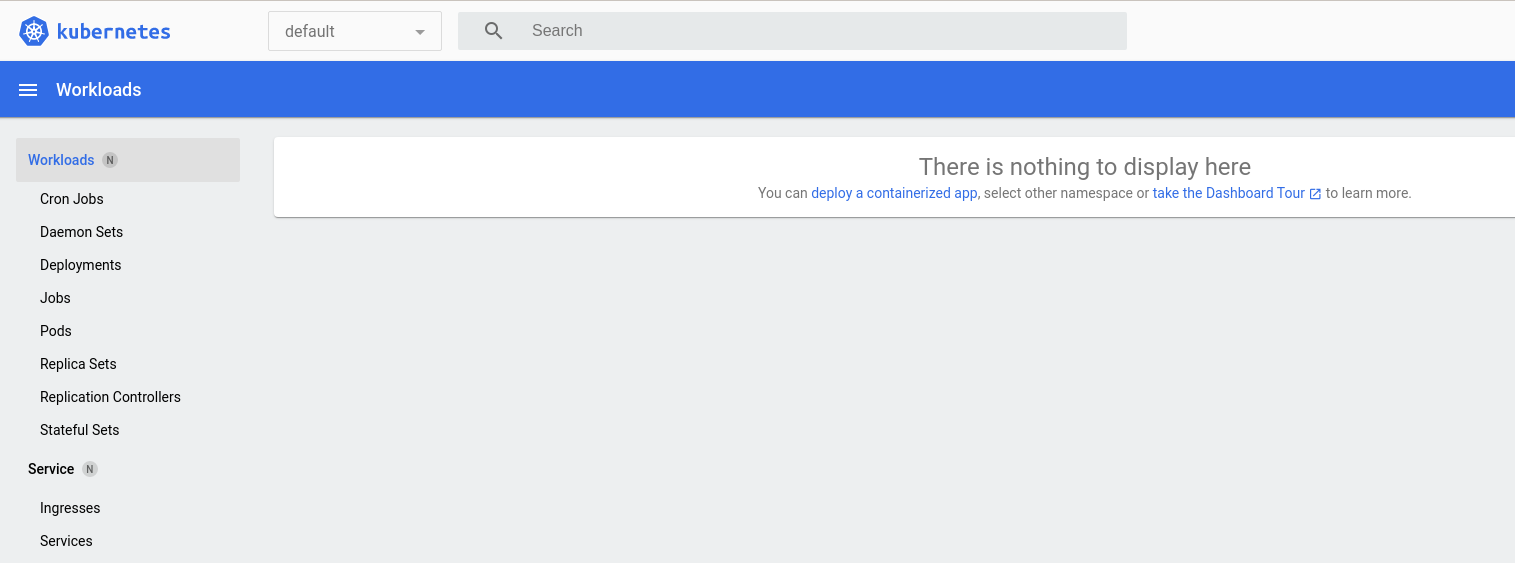 kubernetes
default
Search
Workloads
Workloads N
Cron Jobs
Daemon Sets
Deployments
Jobs
Pods
Replica Sets
Replication Controllers
Stateful Sets
Service N
Ingresses
Services
There is nothing to display here
You can deploy a containerized app, select other namespace or take the Dashboard Tour to learn more.